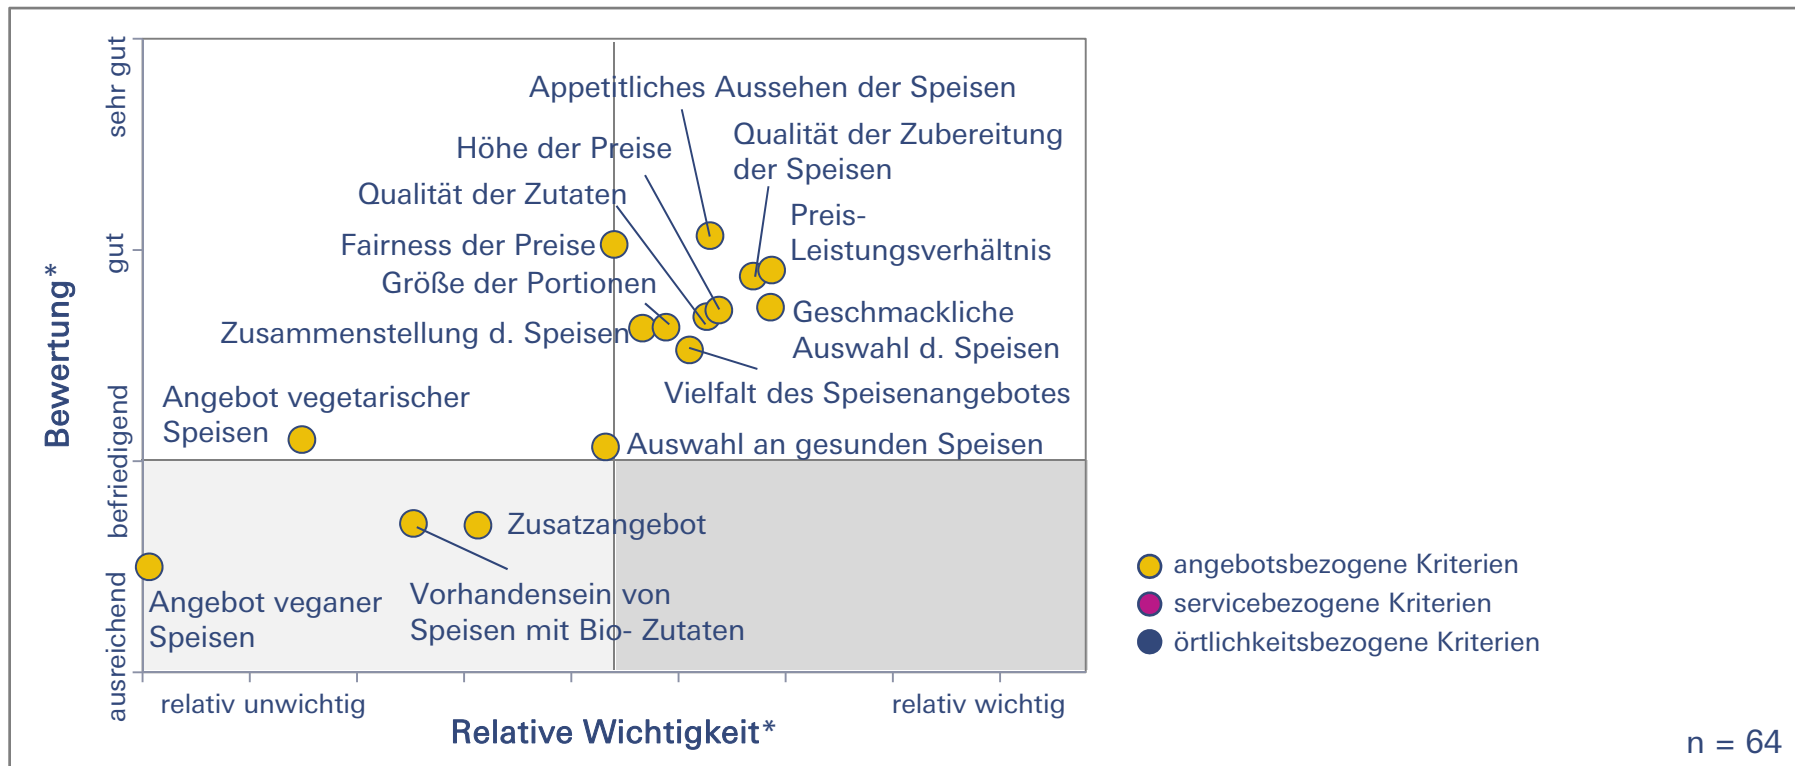 sehr gut
gut
befriedigend
ausreichend
Bewertung*
Appetitliches Aussehen der Speisen
Qualität der Zubereitung
der Speisen
Höhe der Preise
Qualität der Zutaten
Preis-
Leistungsverhältnis
Fairness der Preise
Größe der Portionen
Geschmackliche
Auswahl d. Speisen
Zusammenstellung d. Speisen
Vielfalt des Speisenangebotes
Angebot vegetarischer
Speisen
Auswahl an gesunden Speisen
Zusatzangebot
Vorhandensein von
Speisen mit Bio- Zutaten
Angebot veganer
Speisen
angebotsbezogene Kriterien
servicebezogene Kriterien
örtlichkeitsbezogene Kriterien
relativ unwichtig
relativ wichtig
Relative Wichtigkeit*
n = 64